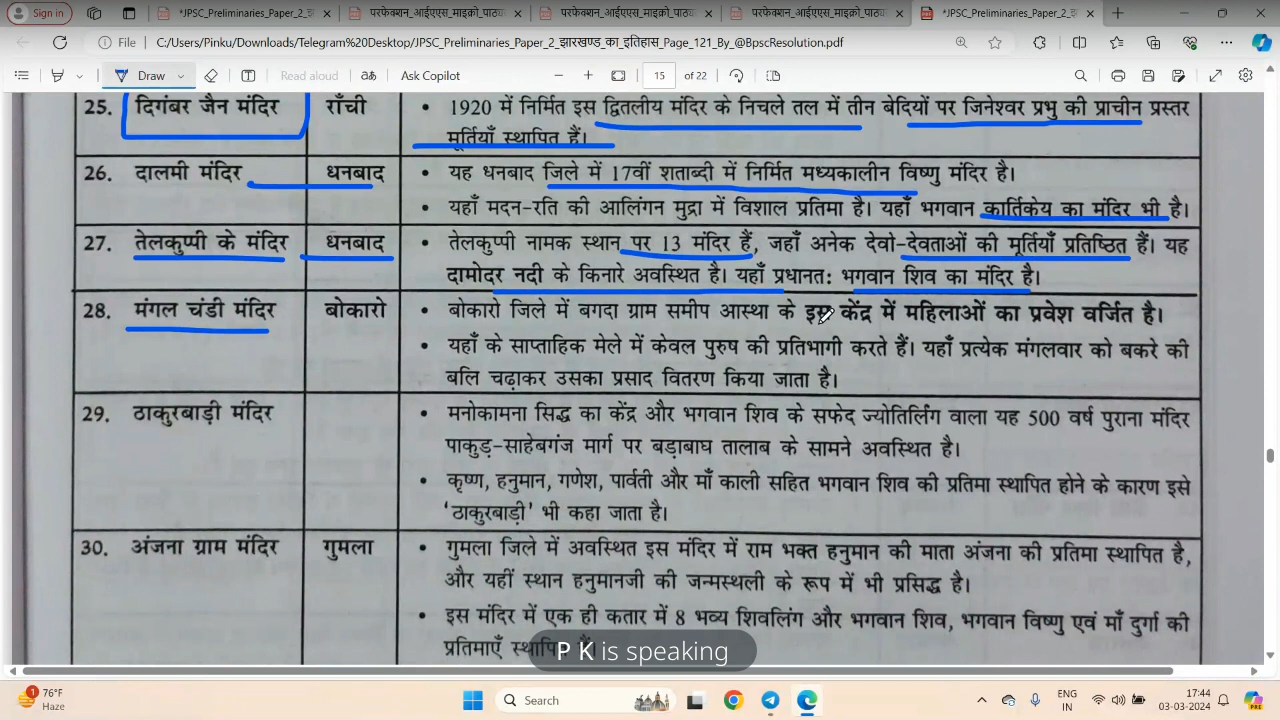 Sign in
*JPSC_Preliminaries_Paper_2_झा
परफेक्शन_आईएएस_माइक्रो_पाठ्य
परफेक्शन_आईएएस_माइक्रो_पाठ्य
परफेक्शन_आईएएस_माइक्रो_पाठ्य
*JPSC_Preliminaries_Paper_2_झा
File C:/Users/Pinku/Downloads/Telegram%20Desktop/JPSC_Preliminaries_Paper_2_झारखण्ड_का_इतिहास_Page_121_By_@BpscResolution.pdf
Draw Read aloud aあ Ask Copilot 15 of 22
25. दिगंबर जैन मंदिर राँची • 1920 में निर्मित इस द्वितलीय मंदिर के निचले तल में तीन बेदियों पर जिनेश्वर प्रभु की प्राचीन प्रस्तर
मूर्तियाँ स्थापित हैं।
26. दालमी मंदिर धनबाद • यह धनबाद जिले में 17वीं शताब्दी में निर्मित मध्यकालीन विष्णु मंदिर है।
• यहाँ मदन-रति की आलिंगन मुद्रा में विशाल प्रतिमा है। यहाँ भगवान कार्तिकेय का मंदिर भी है।
27. तेलकुप्पी के मंदिर धनबाद • तेलकुप्पी नामक स्थान पर 13 मंदिर हैं, जहाँ अनेक देवो-देवताओं की मूर्तियाँ प्रतिष्ठित हैं। यह
दामोदर नदी के किनारे अवस्थित है। यहाँ प्रधानत: भगवान शिव का मंदिर है।
28. मंगल चंडी मंदिर बोकारो • बोकारो जिले में बगदा ग्राम समीप आस्था के इस केंद्र में महिलाओं का प्रवेश वर्जित है।
• यहाँ के साप्ताहिक मेले में केवल पुरुष की प्रतिभागी करते हैं। यहाँ प्रत्येक मंगलवार को बकरे की
बलि चढ़ाकर उसका प्रसाद वितरण किया जाता है।
29. ठाकुरबाड़ी मंदिर • मनोकामना सिद्ध का केंद्र और भगवान शिव के सफेद ज्योतिर्लिंग वाला यह 500 वर्ष पुराना मंदिर
पाकुड़-साहेबगंज मार्ग पर बड़ाबाघ तालाब के सामने अवस्थित है।
• कृष्ण, हनुमान, गणेश, पार्वती और माँ काली सहित भगवान शिव की प्रतिमा स्थापित होने के कारण इसे
'ठाकुरबाड़ी' भी कहा जाता है।
30. अंजना ग्राम मंदिर गुमला • गुमला जिले में अवस्थित इस मंदिर में राम भक्त हनुमान की माता अंजना की प्रतिमा स्थापित है,
और यहीं स्थान हनुमानजी की जन्मस्थली के रूप में भी प्रसिद्ध है।
• इस मंदिर में एक ही कतार में 8 भव्य शिवलिंग और भगवान शिव, भगवान विष्णु एवं माँ दुर्गा की
प्रतिमाएँ
P K is speaking
1 76°F
Haze
Search
ENG
IN
17:44
03-03-2024